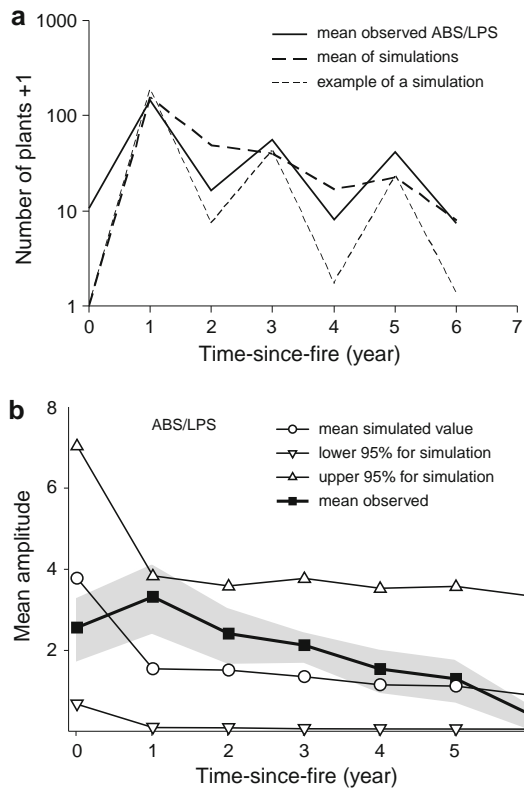 a
1000
100
10
1
Number of plants +1
mean observed ABS/LPS
mean of simulations
example of a simulation
0 1 2 3 4 5 6 7
Time-since-fire (year)
b
8
6
4
2
Mean amplitude
ABS/LPS
mean simulated value
lower 95% for simulation
upper 95% for simulation
mean observed
0 1 2 3 4 5
Time-since-fire (year)